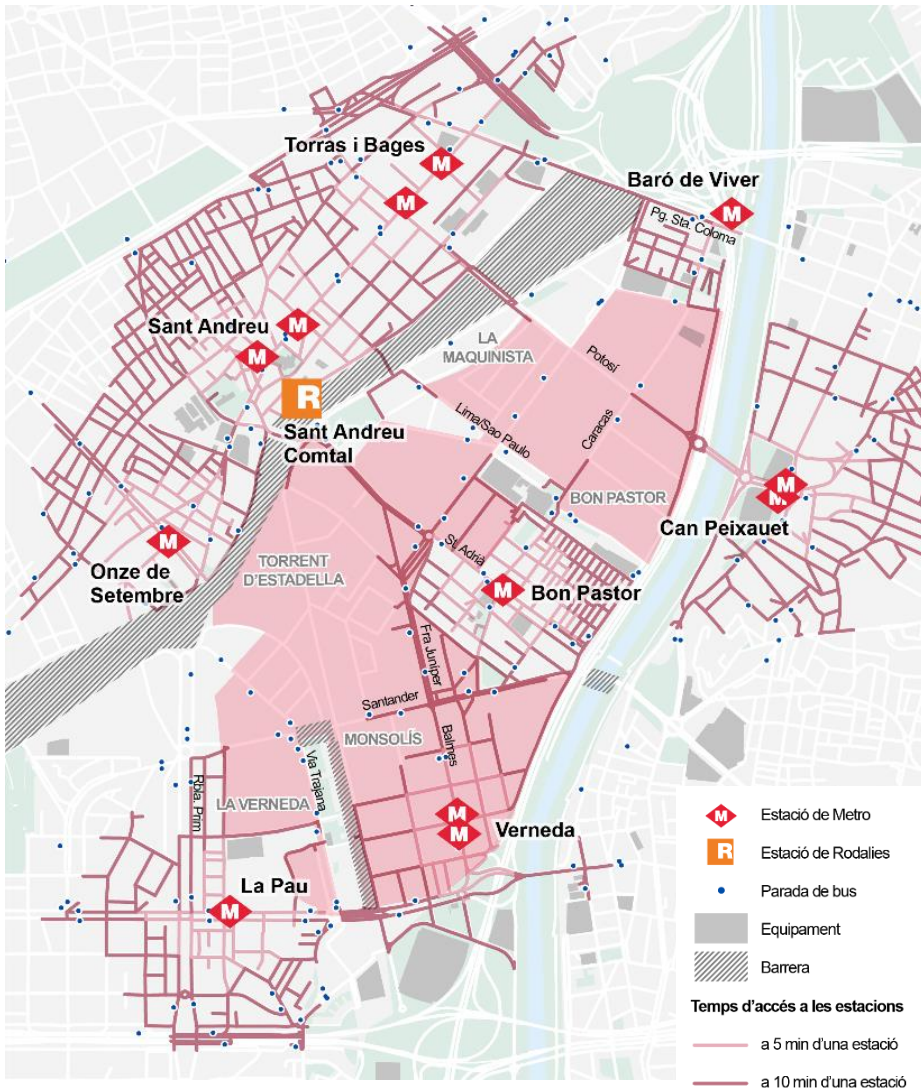 Torras i Bages
M
M
Baró de Viver
M
Pg. Sta. Coloma
Sant Andreu
M
M
LA
MAQUINISTA
Potosí
R
Sant Andreu
Comtal
Lima/Sao Paulo
Caracas
BON PASTOR
M
M
Can Peixauet
M
Onze de
Setembre
TORRENT
D'ESTADELLA
St. Adrià
M
Bon Pastor
Fra Juníper
Santander
MONSOLÍS
Balmes
Via Trajana
Rbla. Prim
LA VERNEDA
M
M
Verneda
La Pau
M
M
Estació de Metro
R
Estació de Rodalies
Parada de bus
Equipament
Barrera
Temps d'accés a les estacions
a 5 min d'una estació
a 10 min d'una estació